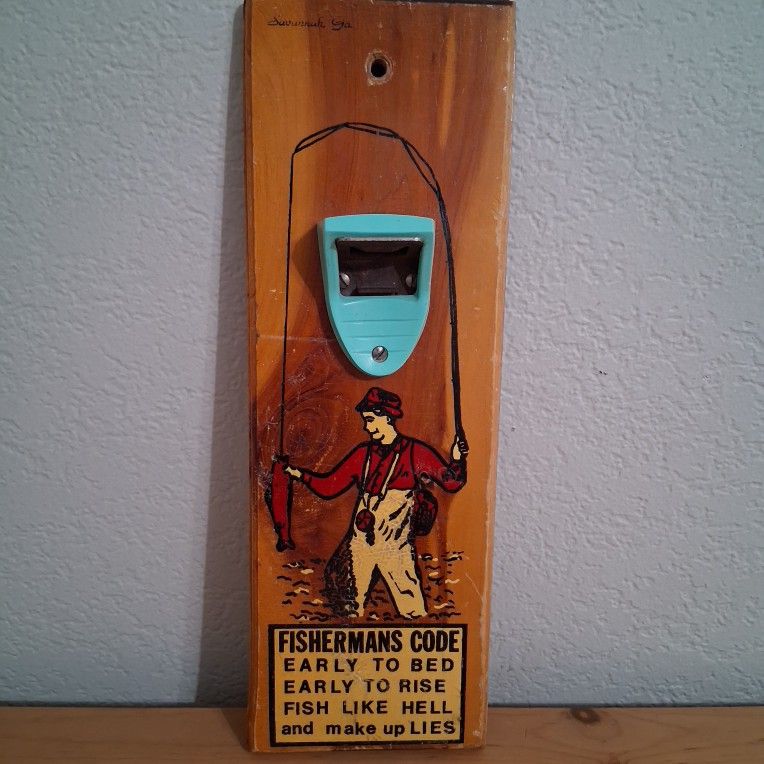 Savannah, Ga.
FISHERMANS CODE
EARLY TO BED
EARLY TO RISE
FISH LIKE HELL
and make up LIES